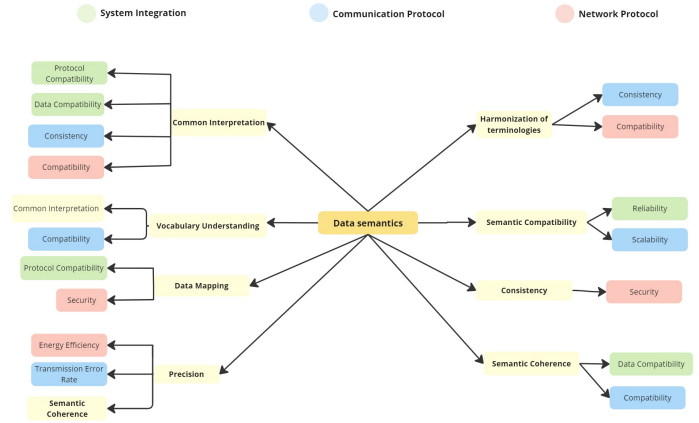 System Integration
Communication Protocol
Network Protocol
Protocol
Compatibility
Data Compatibility
Consistency
Compatibility
Common Interpretation
Common Interpretation
Compatibility
Vocabulary Understanding
Protocol Compatibility
Security
Data Mapping
Energy Efficiency
Transmission Error
Rate
Semantic
Coherence
Precision
Data semantics
Harmonization of
terminologies
Consistency
Compatibility
Semantic Compatibility
Reliability
Scalability
Consistency
Security
Semantic Coherence
Data Compatibility
Compatibility